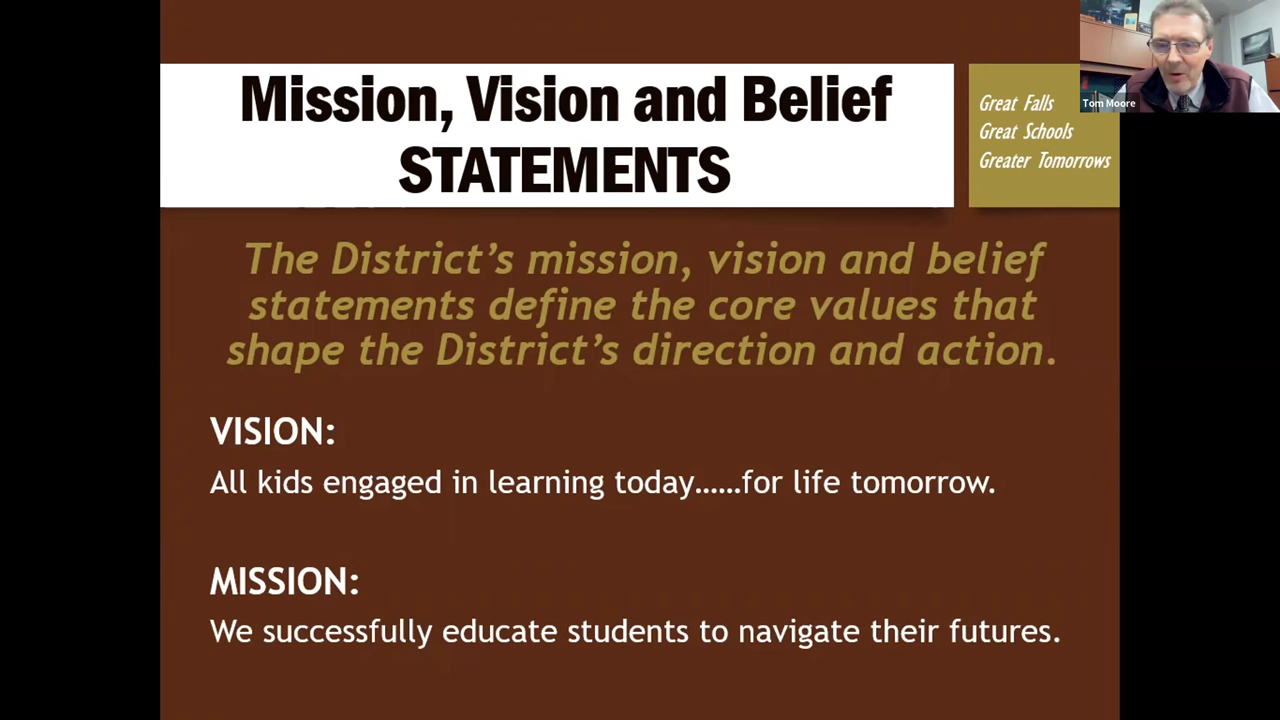 Mission, Vision and Belief
STATEMENTS
Great Falls
Great Schools
Greater Tomorrows
Tom Moore
The District's mission, vision and belief
statements define the core values that
shape the District's direction and action.
VISION:
All kids engaged in learning today......for life tomorrow.
MISSION:
We successfully educate students to navigate their futures.